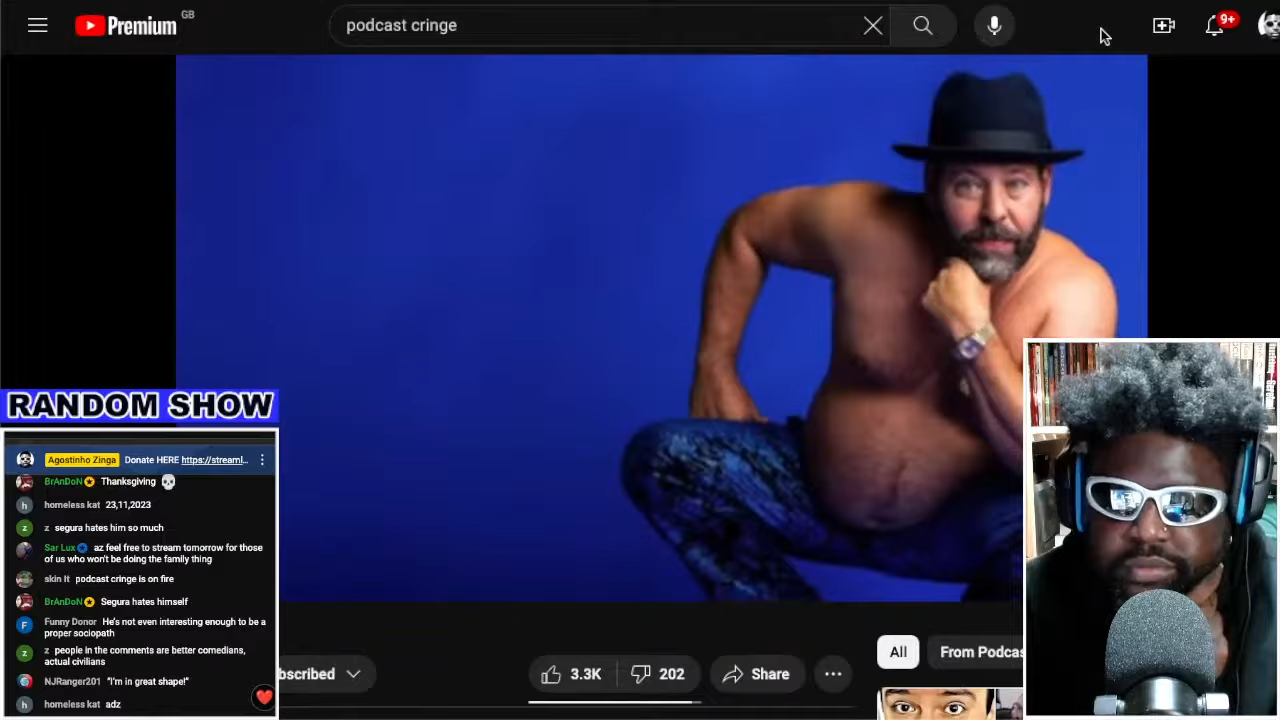 Premium GB
podcast cringe
9+
RANDOM SHOW
Agostinho Zinga Donate HERE https://streaml...
BrAnDoN Thanksgiving
homeless kat 23,11,2023
z segura hates him so much
Sar Lux az feel free to stream tomorrow for those
of us who won't be doing the family thing
skin lt podcast cringe is on fire
BrAnDoN Segura hates himself
Funny Donor He's not even interesting enough to be a
proper sociopath
z people in the comments are better comedians,
actual civilians
NJRanger201 "I'm in great shape!"
homeless kat adz
bscribed
3.3K
202
Share
All
From Podcas